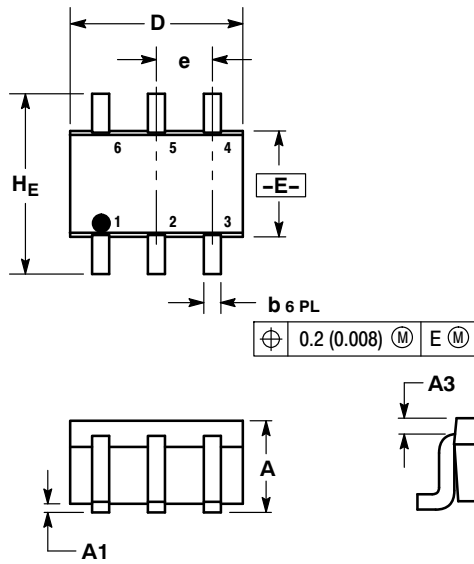 D
e
6 5 4
H_E
–E–
1 2 3
b 6 PL
⌖ 0.2 (0.008) Ⓜ E Ⓜ
A3
A
A1